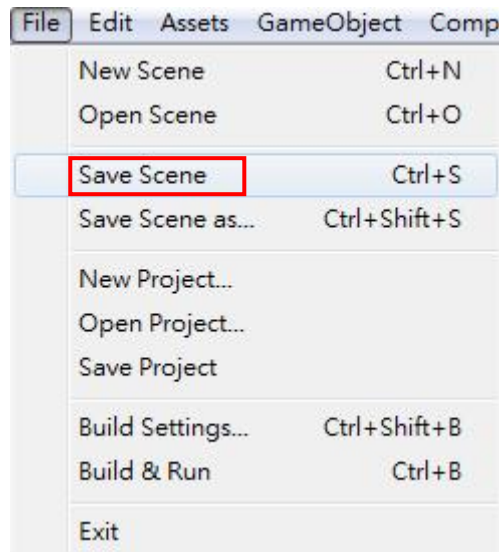 File Edit Assets GameObject Comp
New Scene Ctrl+N
Open Scene Ctrl+O
Save Scene Ctrl+S
Save Scene as... Ctrl+Shift+S
New Project...
Open Project...
Save Project
Build Settings... Ctrl+Shift+B
Build & Run Ctrl+B
Exit